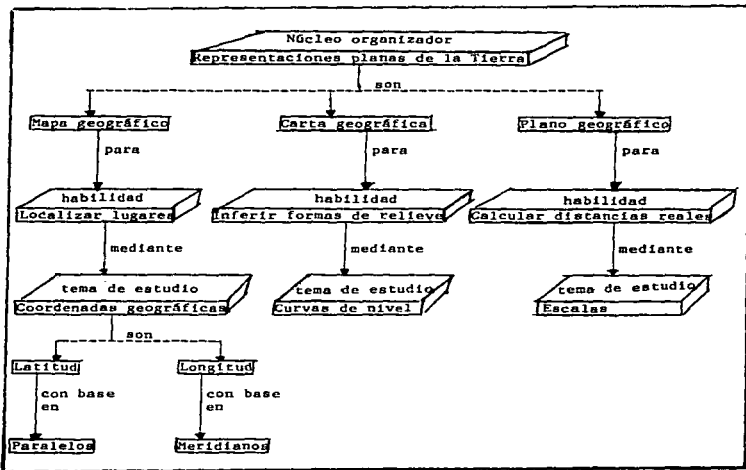 Núcleo organizador
Representaciones planas de la Tierra
son
Mapa geográfico
Carta geográfica
Plano geográfico
para
para
para
habilidad
Localizar lugares
habilidad
Inferir formas de relieve
habilidad
Calcular distancias reales
mediante
mediante
mediante
tema de estudio
Coordenadas geográficas
tema de estudio
Curvas de nivel
tema de estudio
Escalas
son
Latitud
Longitud
con base
en
con base
en
Paralelos
Meridianos